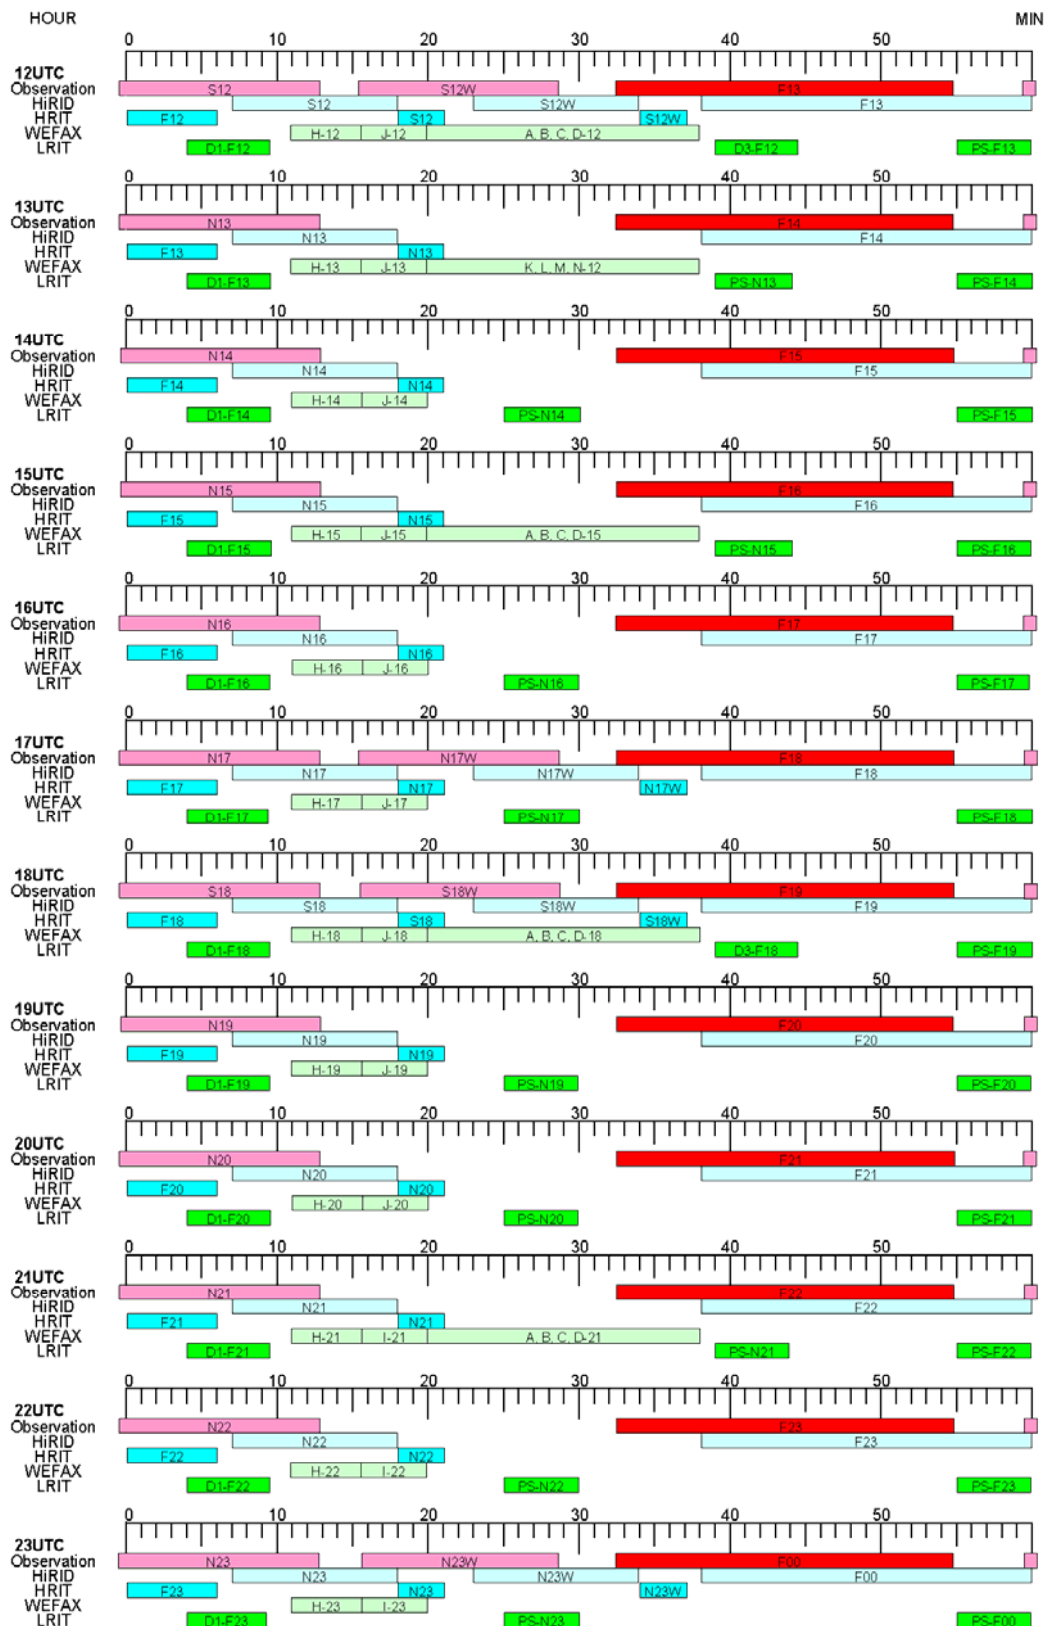 HOUR MIN
0 10 20 30 40 50
12UTC
Observation S12 S12W F13
HiRID S12 S12W F13
HRIT F12 S12 S12W
WEFAX H-12 J-12 A, B, C, D-12
LRIT D1-F12 D3-F12 PS-F13
0 10 20 30 40 50
13UTC
Observation N13 F14
HiRID N13 F14
HRIT F13 N13
WEFAX H-13 J-13 K, L, M, N-12
LRIT D1-F13 PS-N13 PS-F14
0 10 20 30 40 50
14UTC
Observation N14 F15
HiRID N14 F15
HRIT F14 N14
WEFAX H-14 J-14
LRIT D1-F14 PS-N14 PS-F15
0 10 20 30 40 50
15UTC
Observation N15 F16
HiRID N15 F16
HRIT F15 N15
WEFAX H-15 J-15 A, B, C, D-15
LRIT D1-F15 PS-N15 PS-F16
0 10 20 30 40 50
16UTC
Observation N16 F17
HiRID N16 F17
HRIT F16 N16
WEFAX H-16 J-16
LRIT D1-F16 PS-N16 PS-F17
0 10 20 30 40 50
17UTC
Observation N17 N17W F18
HiRID N17 N17W F18
HRIT F17 N17 N17W
WEFAX H-17 J-17
LRIT D1-F17 PS-N17 PS-F18
0 10 20 30 40 50
18UTC
Observation S18 S18W F19
HiRID S18 S18W F19
HRIT F18 S18 S18W
WEFAX H-18 J-18 A, B, C, D-18
LRIT D1-F18 D3-F18 PS-F19
0 10 20 30 40 50
19UTC
Observation N19 F20
HiRID N19 F20
HRIT F19 N19
WEFAX H-19 J-19
LRIT D1-F19 PS-N19 PS-F20
0 10 20 30 40 50
20UTC
Observation N20 F21
HiRID N20 F21
HRIT F20 N20
WEFAX H-20 J-20
LRIT D1-F20 PS-N20 PS-F21
0 10 20 30 40 50
21UTC
Observation N21 F22
HiRID N21 F22
HRIT F21 N21
WEFAX H-21 I-21 A, B, C, D-21
LRIT D1-F21 PS-N21 PS-F22
0 10 20 30 40 50
22UTC
Observation N22 F23
HiRID N22 F23
HRIT F22 N22
WEFAX H-22 I-22
LRIT D1-F22 PS-N22 PS-F23
0 10 20 30 40 50
23UTC
Observation N23 N23W F00
HiRID N23 N23W F00
HRIT F23 N23 N23W
WEFAX H-23 I-23
LRIT D1-F23 PS-N23 PS-F00